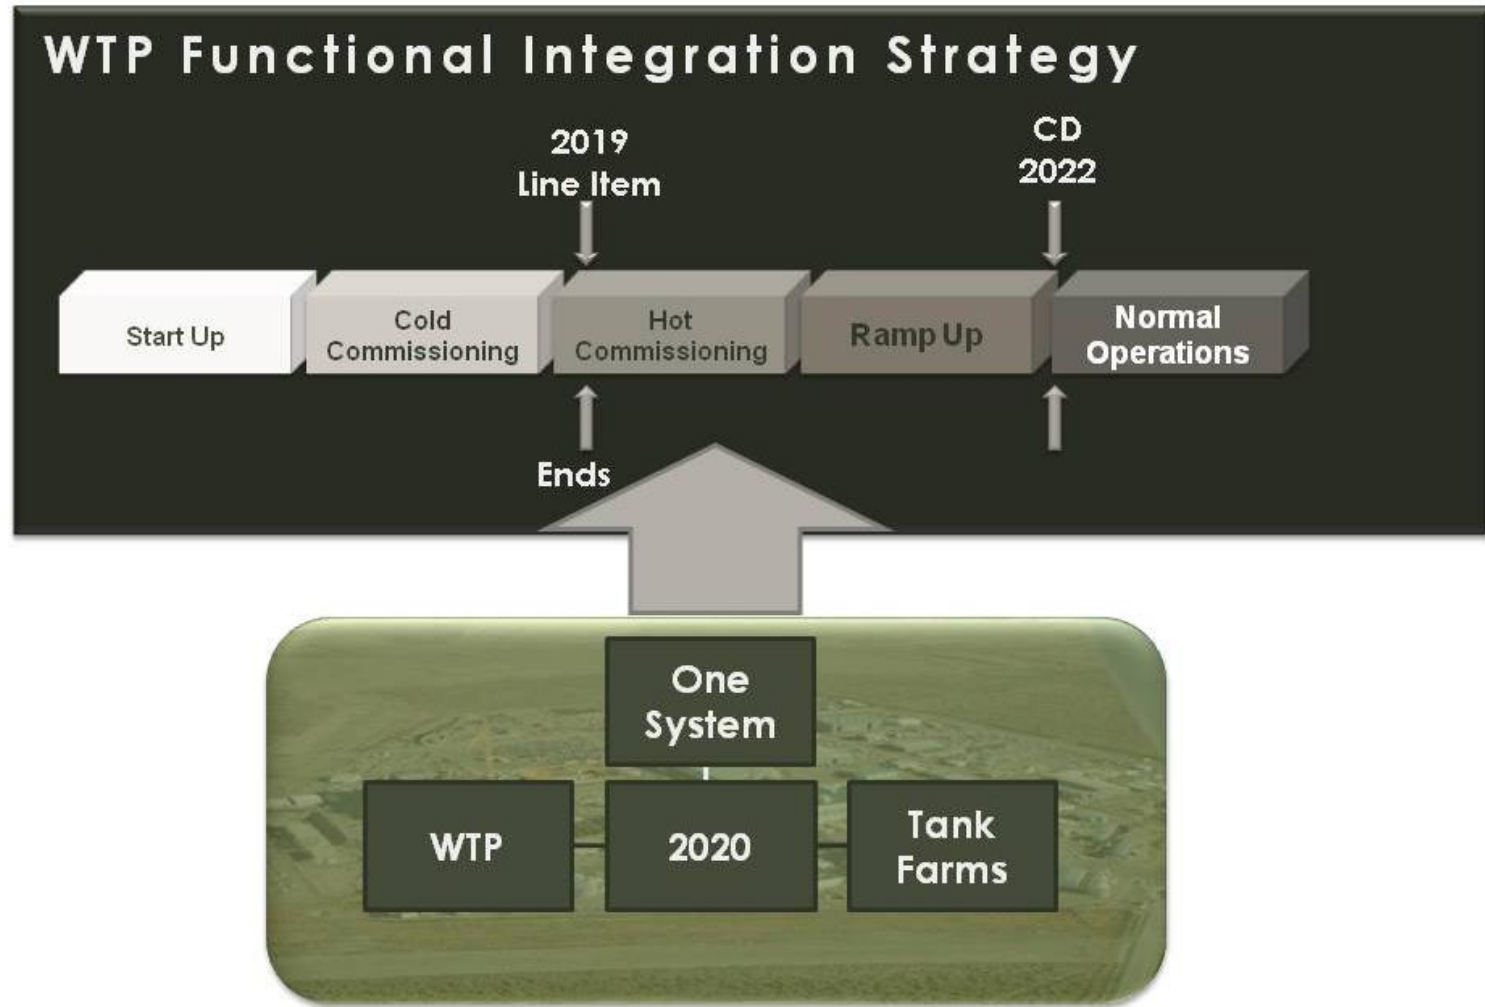 WTP Functional Integration Strategy
2019
Line Item
CD
2022
Start Up
Cold
Commissioning
Hot
Commissioning
Ramp Up
Normal
Operations
Ends
One
System
WTP
2020
Tank
Farms